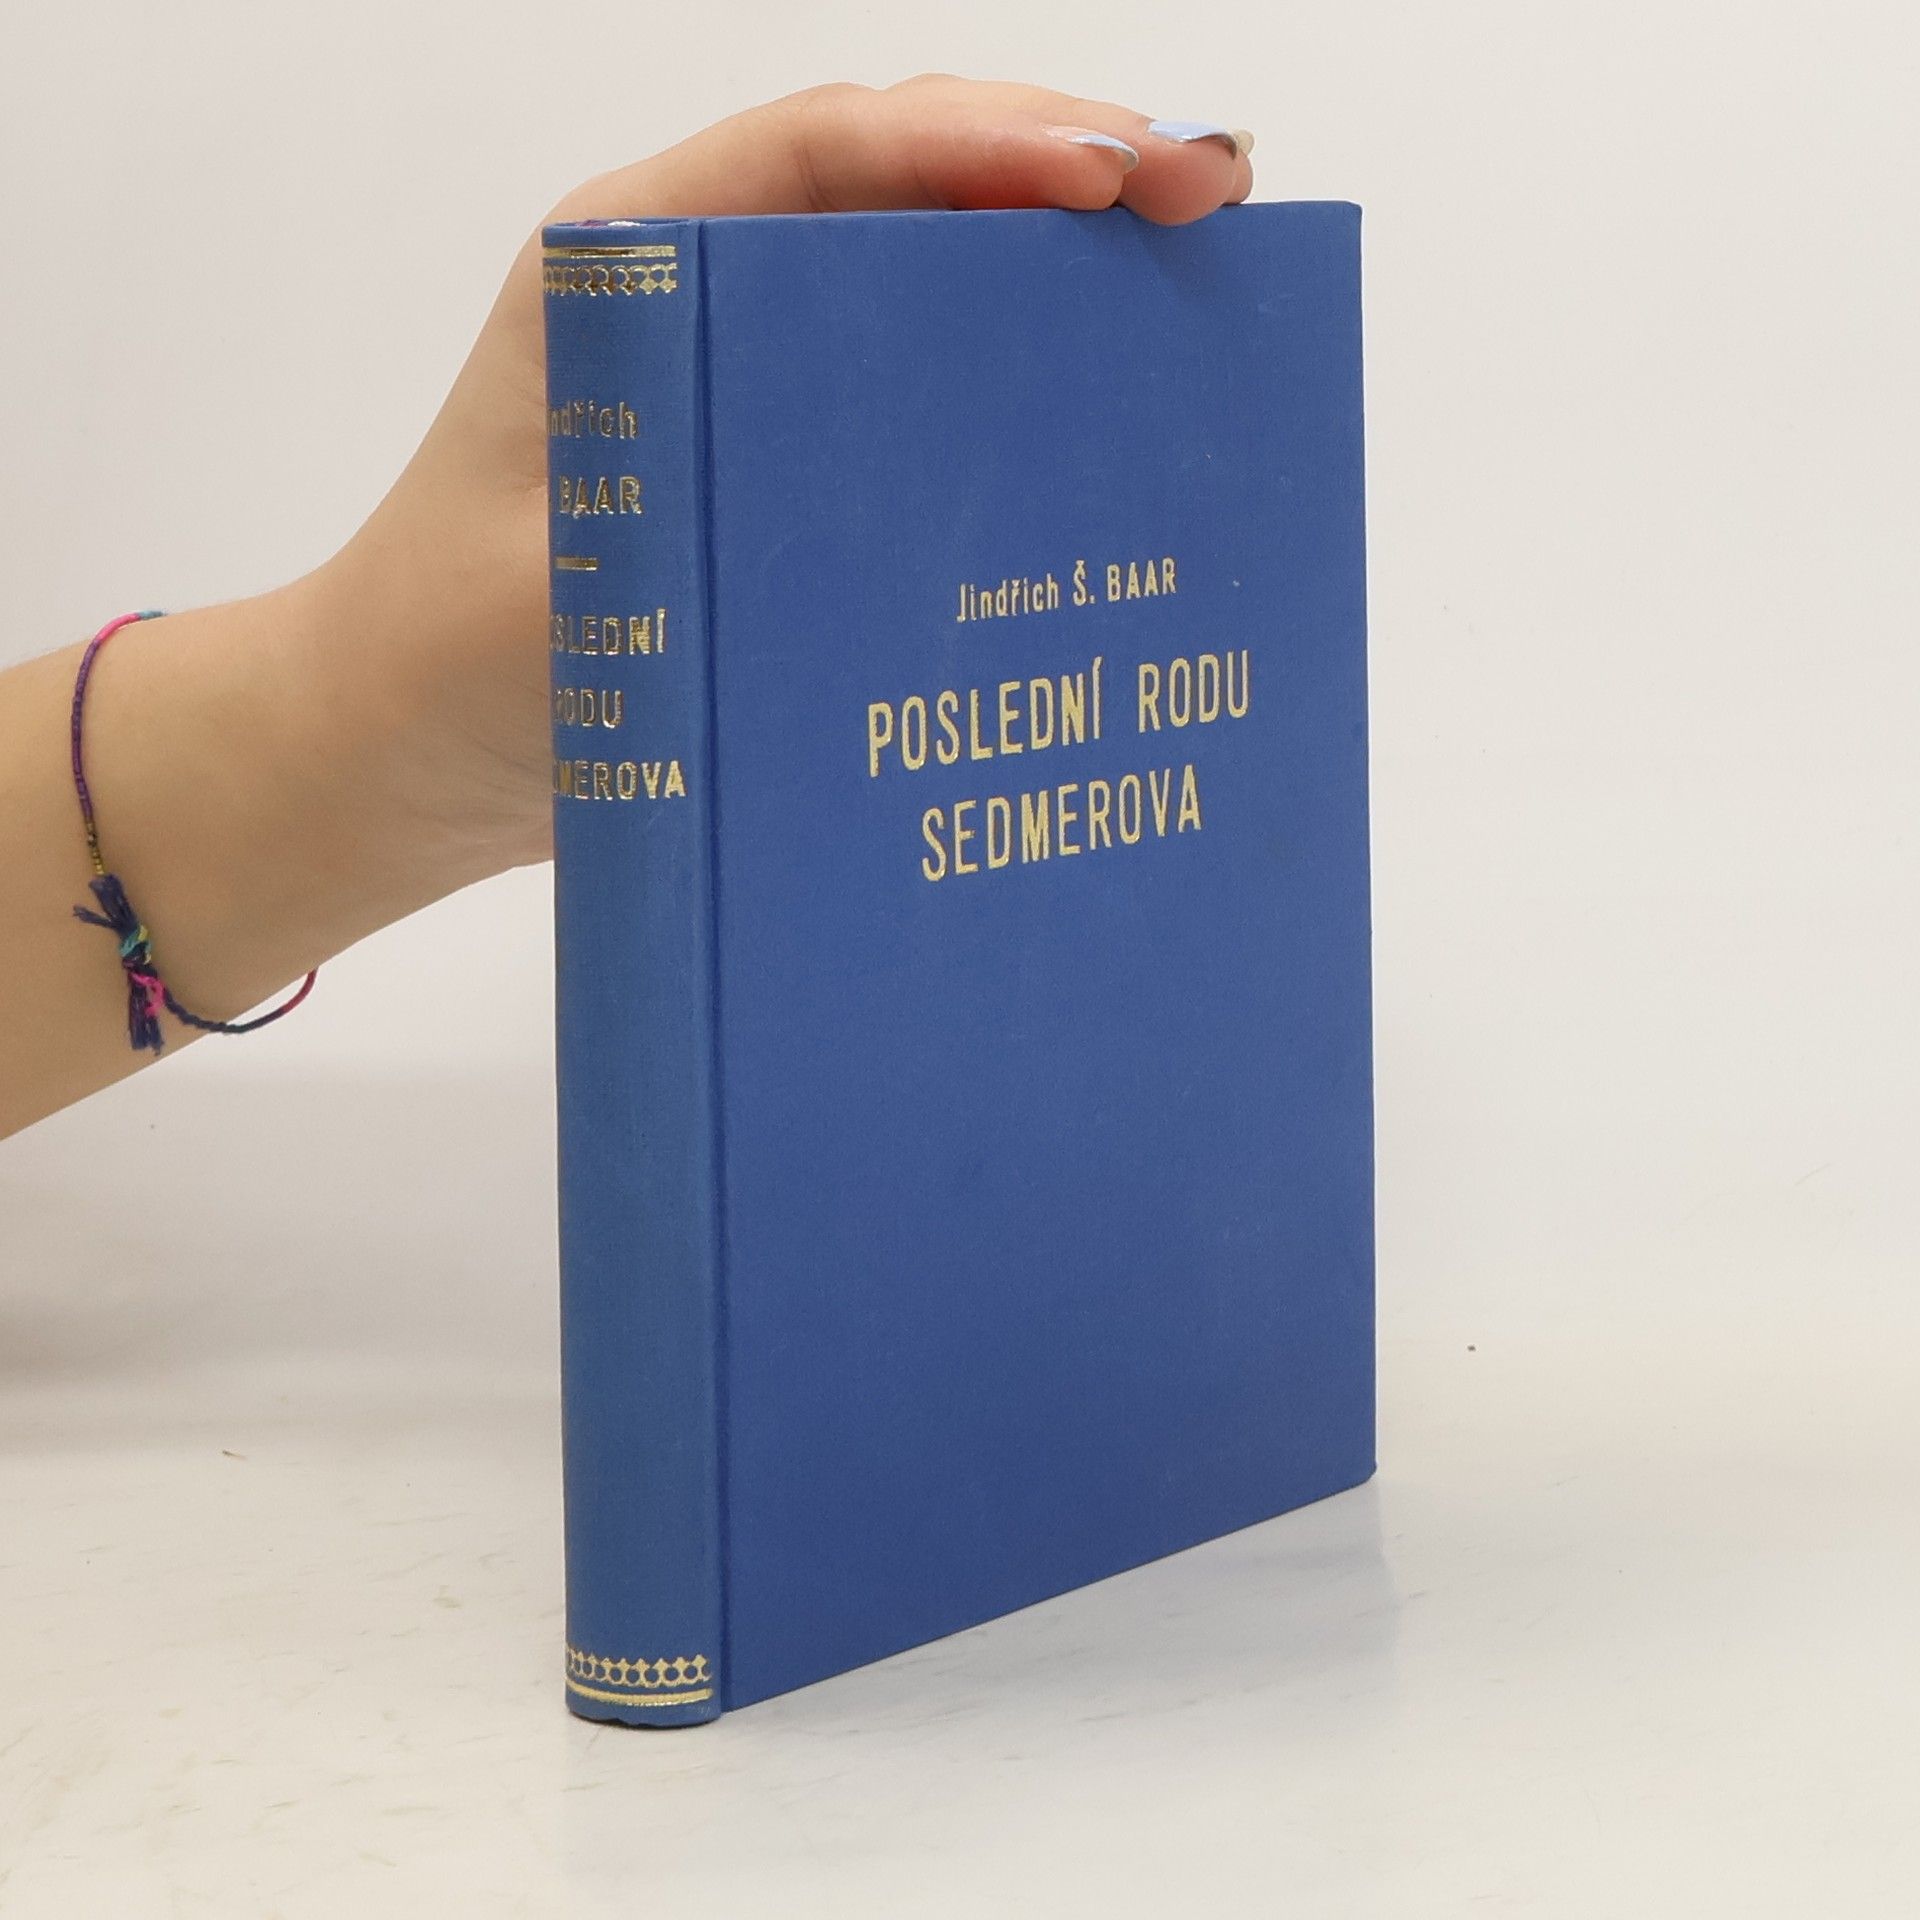 Jindřich Š. BAAR
POSLEDNÍ RODU
SEDMEROVA
BAAR